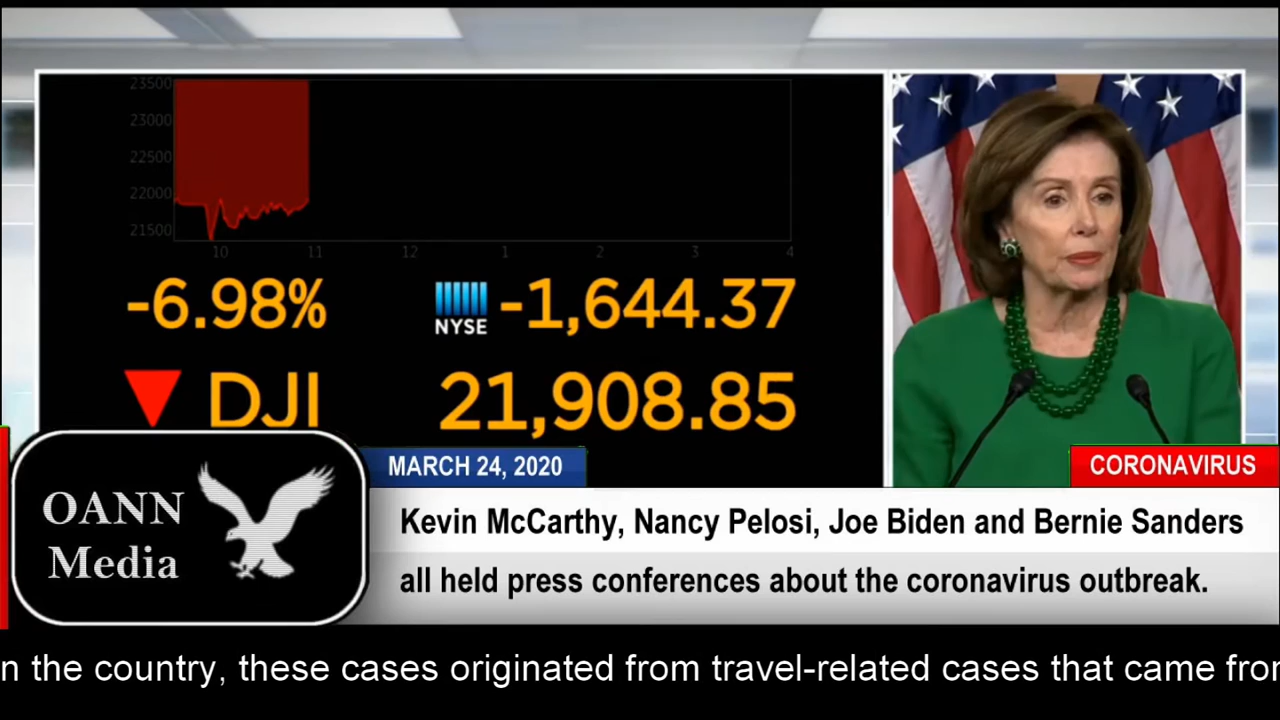 23500
23000
22500
22000
21500
10 11 12 1 2 3 4
-6.98%
NYSE -1,644.37
DJI 21,908.85
MARCH 24, 2020
CORONAVIRUS
OANN
Media
Kevin McCarthy, Nancy Pelosi, Joe Biden and Bernie Sanders
all held press conferences about the coronavirus outbreak.
n the country, these cases originated from travel-related cases that came fron